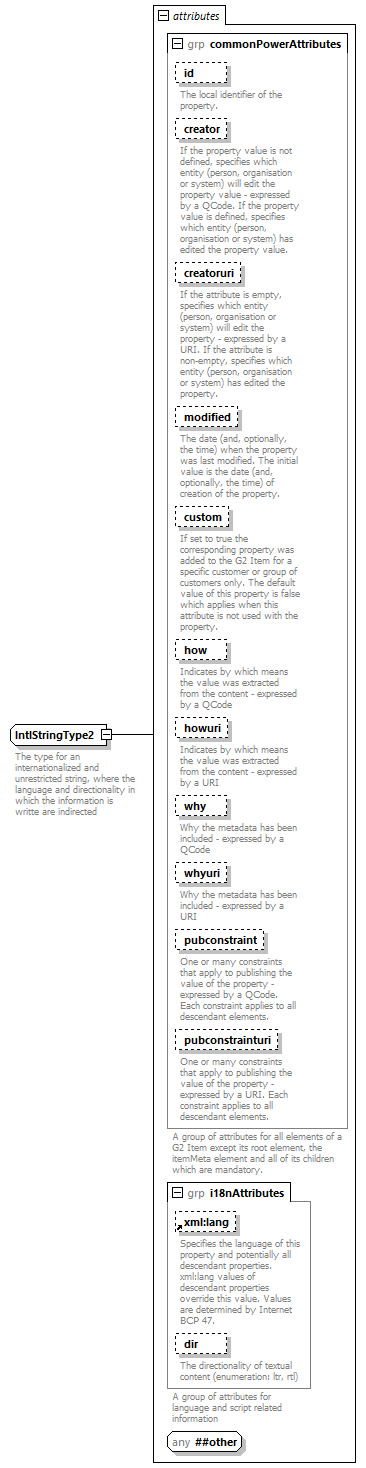 attributes
grp commonPowerAttributes
id
The local identifier of the
property.
creator
If the property value is not
defined, specifies which
entity (person, organisation
or system) will edit the
property value - expressed
by a QCode. If the property
value is defined, specifies
which entity (person,
organisation or system) has
edited the property value.
creatoruri
If the attribute is empty,
specifies which entity
(person, organisation or
system) will edit the
property - expressed by a
URI. If the attribute is
non-empty, specifies which
entity (person, organisation
or system) has edited the
property.
modified
The date (and, optionally,
the time) when the property
was last modified. The initial
value is the date (and,
optionally, the time) of
creation of the property.
custom
If set to true the
corresponding property was
added to the G2 Item for a
specific customer or group of
customers only. The default
value of this property is false
which applies when this
attribute is not used with the
property.
how
Indicates by which means
the value was extracted
from the content - expressed
by a QCode
howuri
Indicates by which means
the value was extracted
from the content - expressed
by a URI
why
Why the metadata has been
included - expressed by a
QCode
whyuri
Why the metadata has been
included - expressed by a
URI
pubconstraint
One or many constraints
that apply to publishing the
value of the property -
expressed by a QCode.
Each constraint applies to all
descendant elements.
pubconstrainturi
One or many constraints
that apply to publishing the
value of the property -
expressed by a URI. Each
constraint applies to all
descendant elements.
A group of attributes for all elements of a
G2 Item except its root element, the
itemMeta element and all of its children
which are mandatory.
grp i18nAttributes
xml:lang
Specifies the language of this
property and potentially all
descendant properties.
xml:lang values of
descendant properties
override this value. Values
are determined by Internet
BCP 47.
dir
The directionality of textual
content (enumeration: ltr, rtl)
A group of attributes for
language and script related
information
any ##other
IntlStringType2
The type for an
internationalized and
unrestricted string, where the
language and directionality in
which the information is
writte are indirected